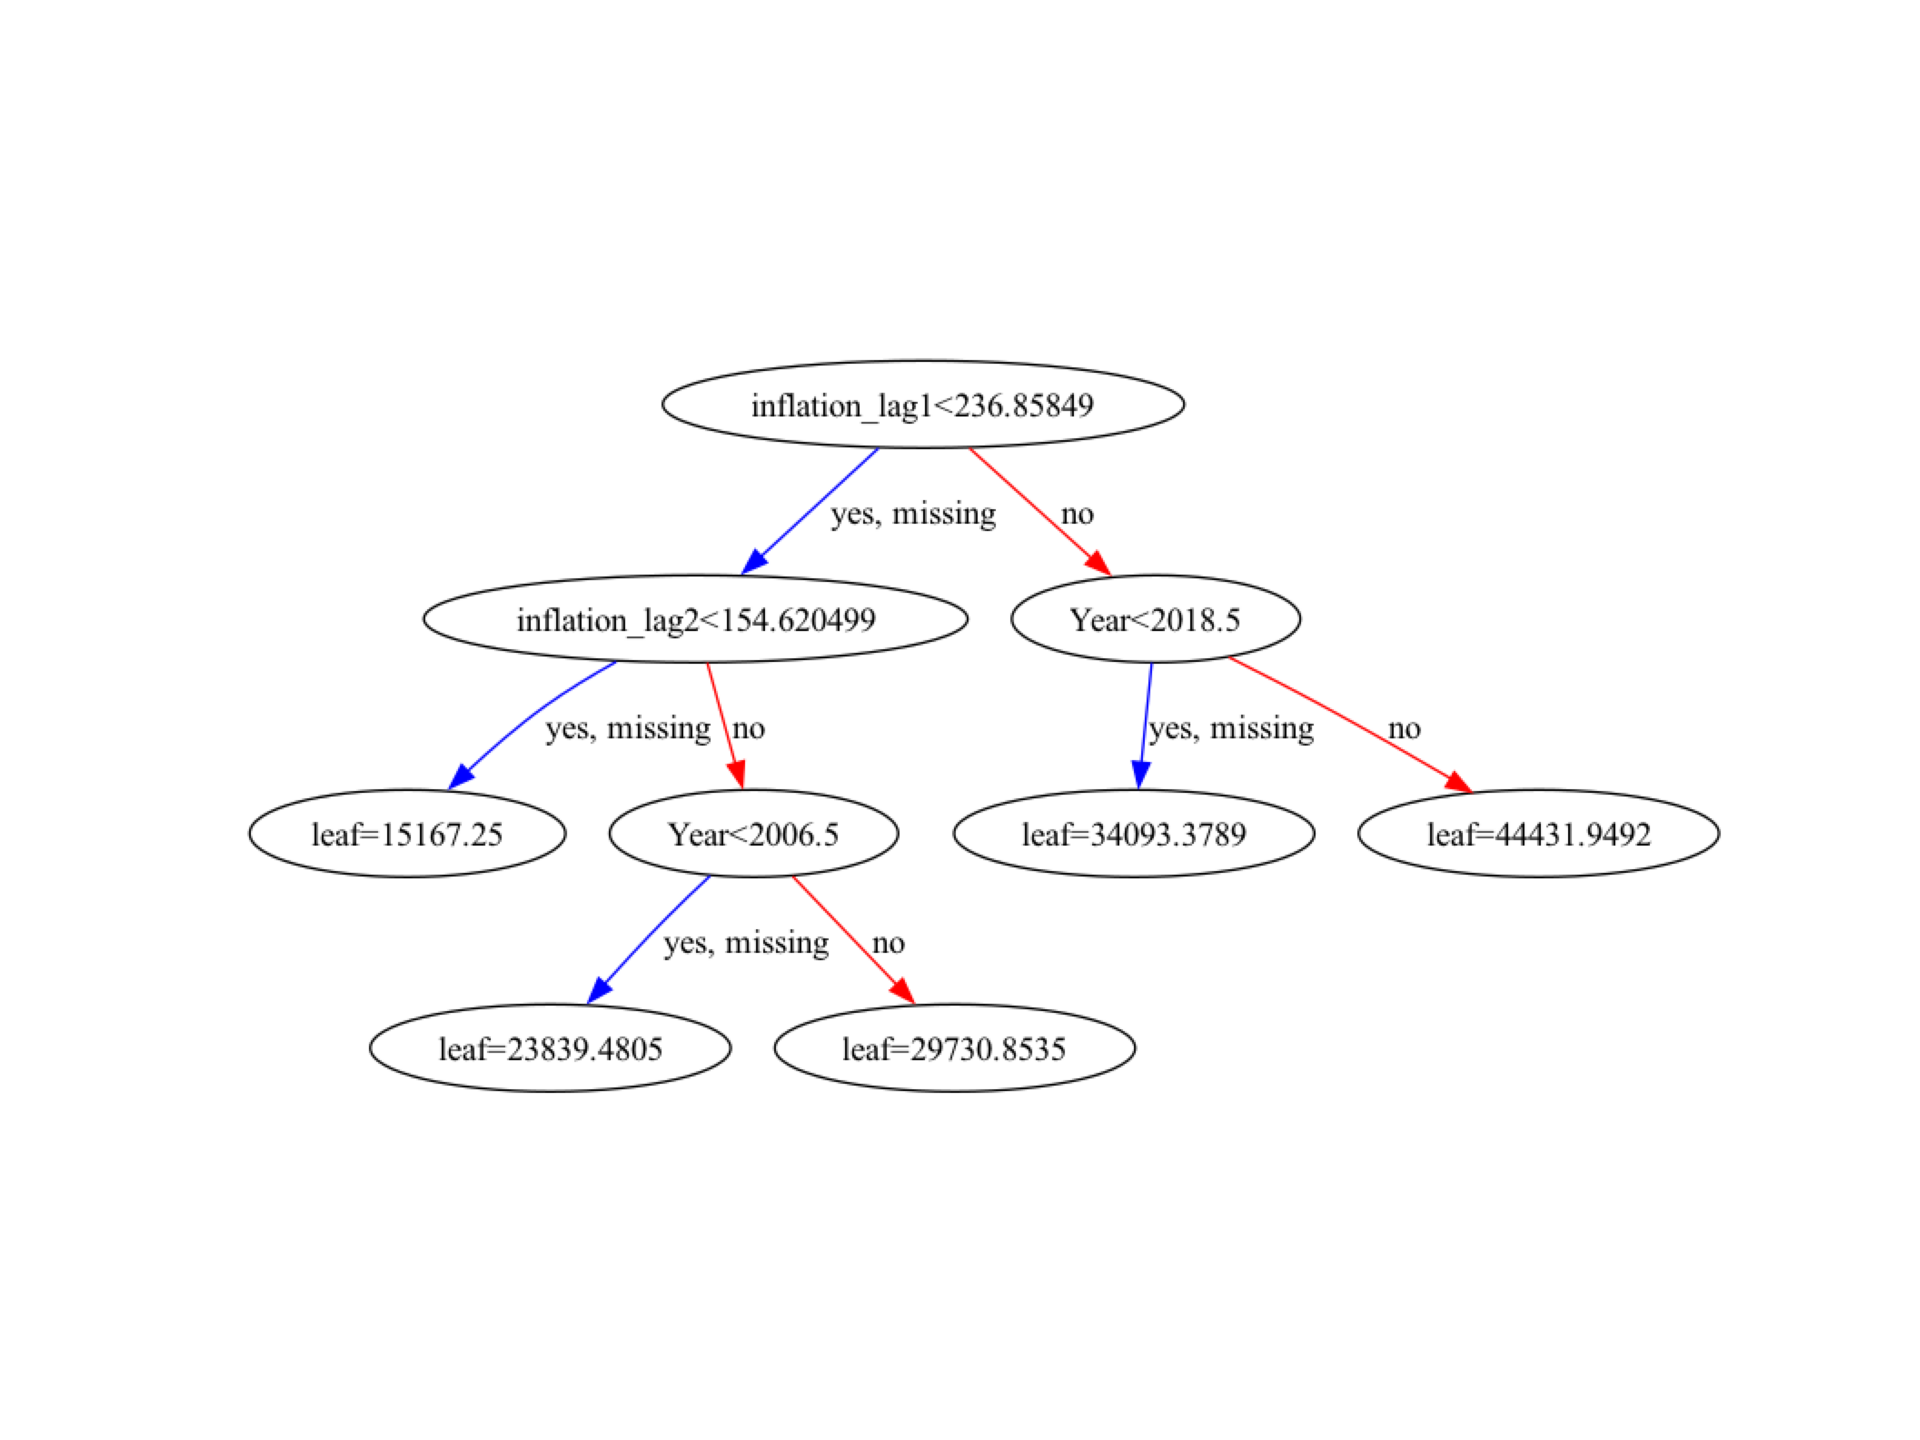 inflation_lag1<236.85849
yes, missing
no
inflation_lag2<154.620499
Year<2018.5
yes, missing
no
yes, missing
no
leaf=15167.25
Year<2006.5
leaf=34093.3789
leaf=44431.9492
yes, missing
no
leaf=23839.4805
leaf=29730.8535